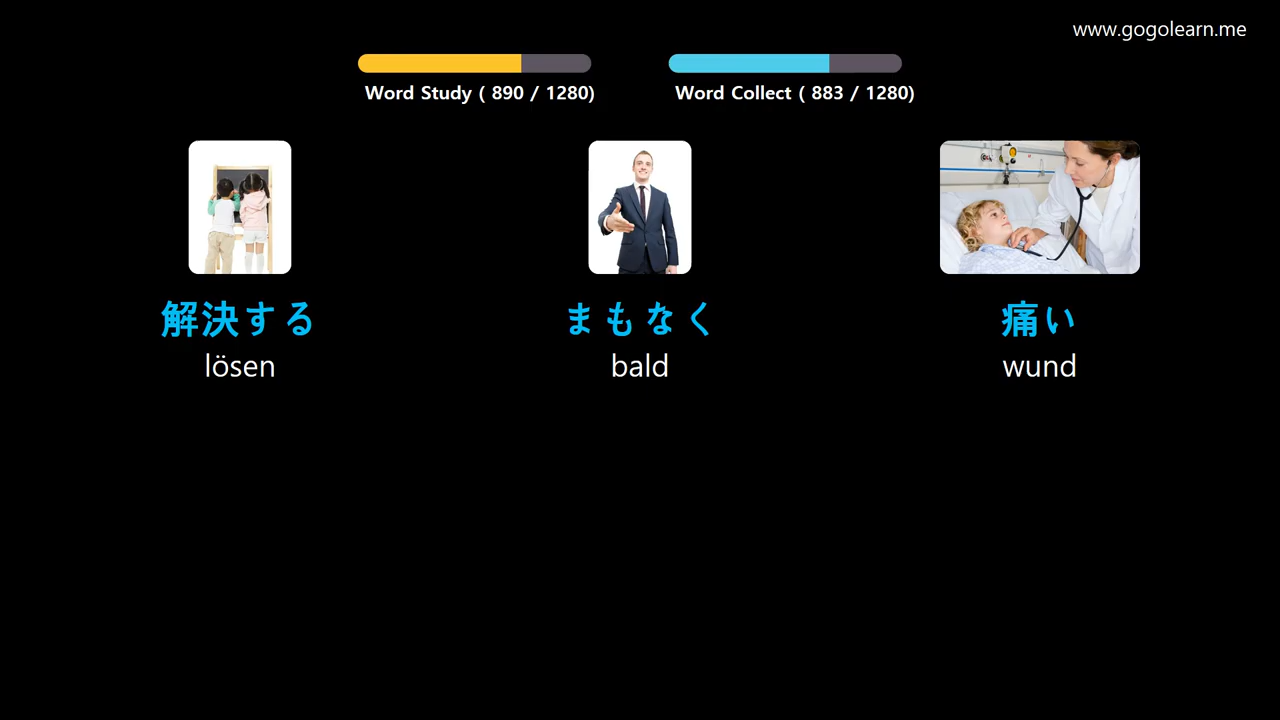 www.gogolearn.me
Word Study ( 890 / 1280)
Word Collect ( 883 / 1280)
解決する
lösen
まもなく
bald
痛い
wund